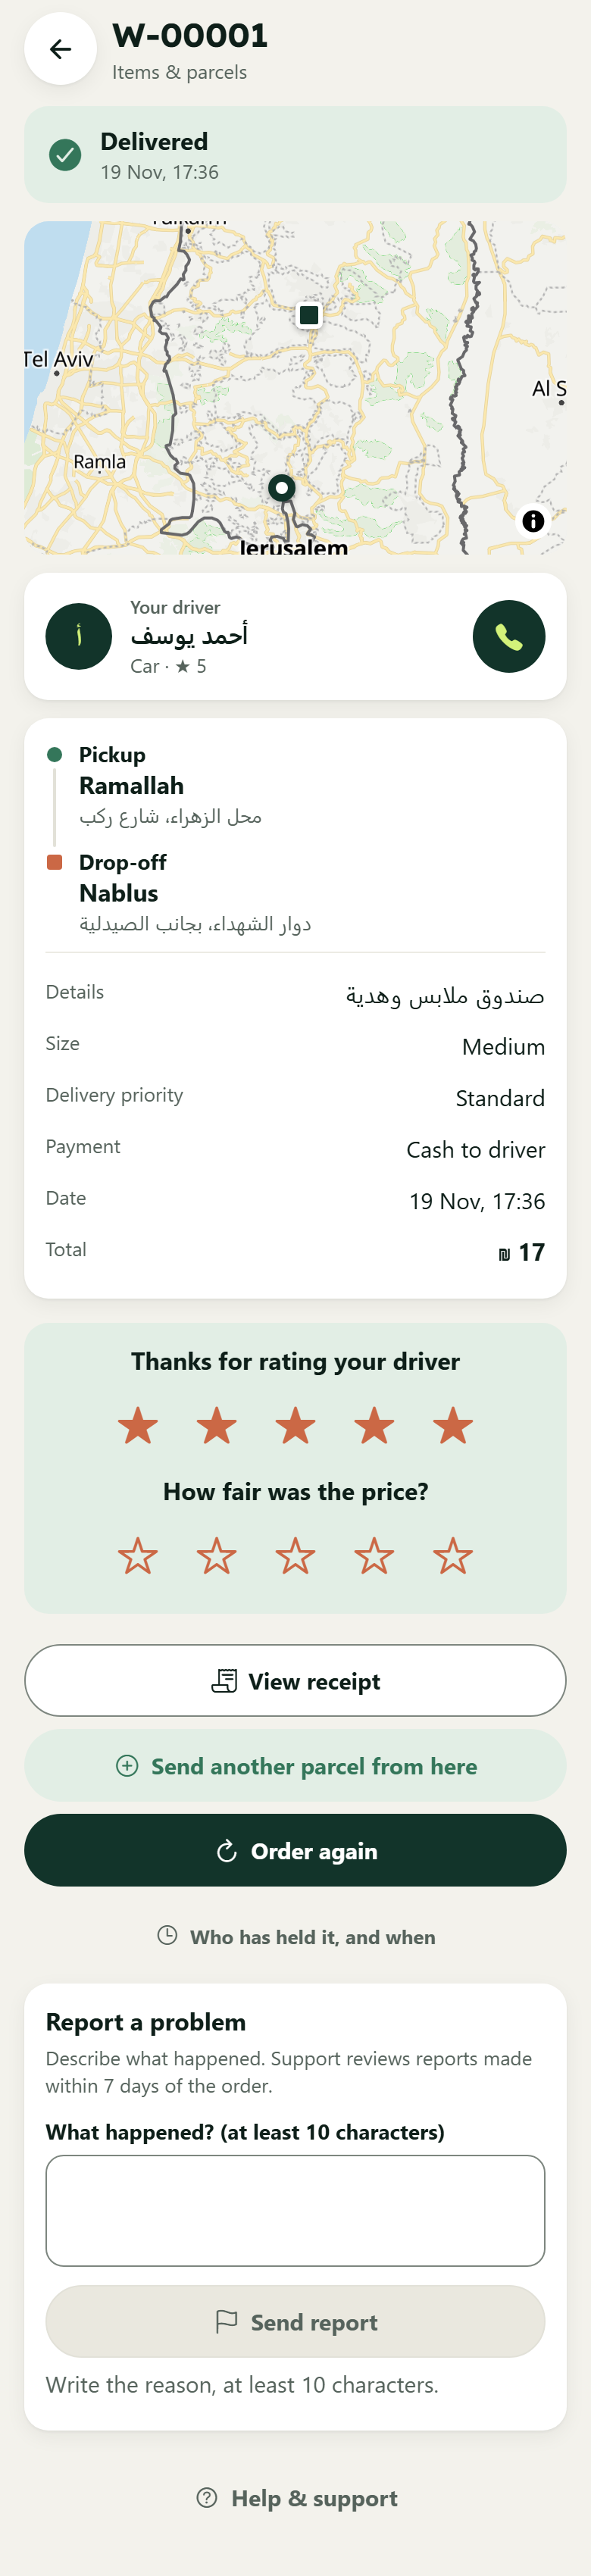 W-00001
Items & parcels
Delivered
19 Nov, 17:36
Tel Aviv
Al S
Ramla
Jerusalem
Your driver
أ
أحمد يوسف
Car · ★ 5
Pickup
Ramallah
محل الزهراء، شارع ركب
Drop-off
Nablus
دوار الشهداء، بجانب الصيدلية
Details
صندوق ملابس وهدية
Size
Medium
Delivery priority
Standard
Payment
Cash to driver
Date
19 Nov, 17:36
Total
₪ 17
Thanks for rating your driver
How fair was the price?
View receipt
Send another parcel from here
Order again
Who has held it, and when
Report a problem
Describe what happened. Support reviews reports made
within 7 days of the order.
What happened? (at least 10 characters)
Send report
Write the reason, at least 10 characters.
Help & support